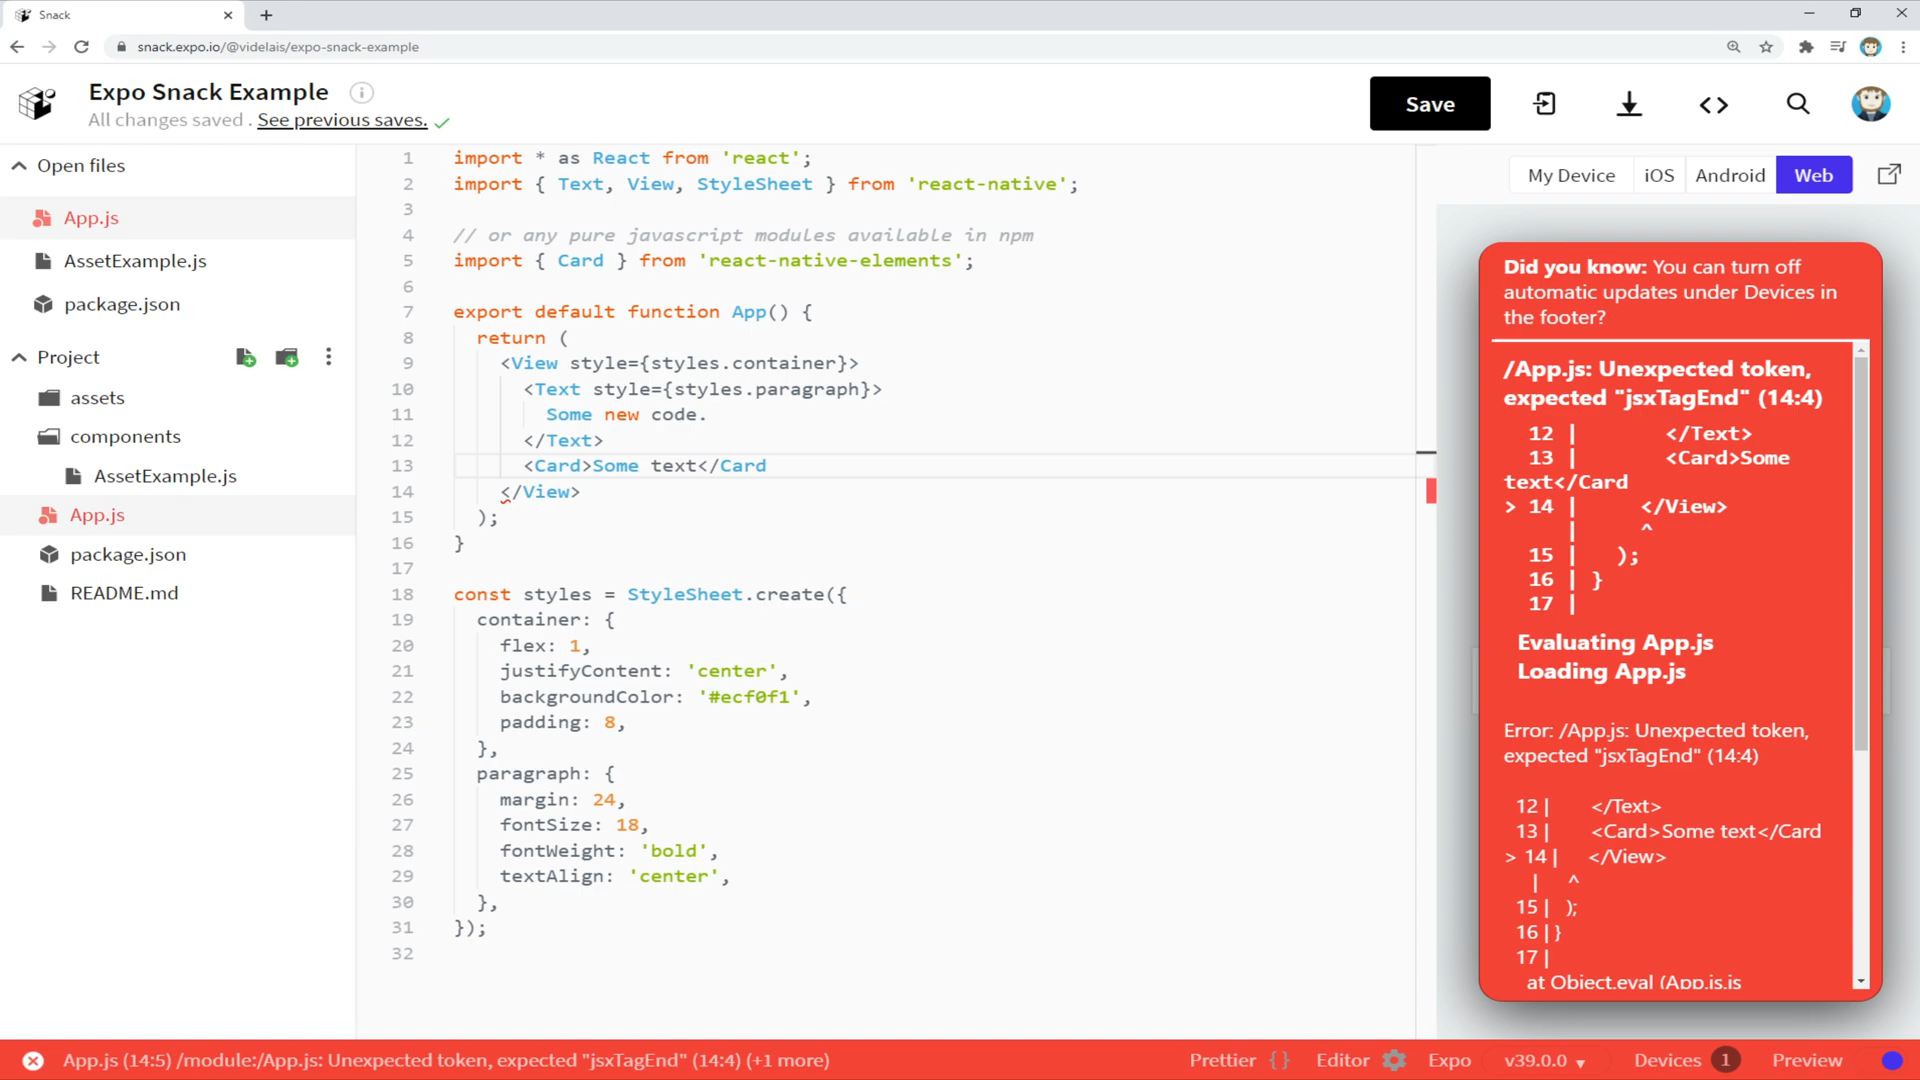 Snack
snack.expo.io/@videlais/expo-snack-example
Expo Snack Example
All changes saved . See previous saves.
Save
Open files
App.js
AssetExample.js
package.json
Project
assets
components
AssetExample.js
App.js
package.json
README.md
1 import * as React from 'react';
2 import { Text, View, StyleSheet } from 'react-native';
3
4 // or any pure javascript modules available in npm
5 import { Card } from 'react-native-elements';
6
7 export default function App() {
8 return (
9 <View style={styles.container}>
10 <Text style={styles.paragraph}>
11 Some new code.
12 </Text>
13 <Card>Some text</Card
14 </View>
15 );
16 }
17
18 const styles = StyleSheet.create({
19 container: {
20 flex: 1,
21 justifyContent: 'center',
22 backgroundColor: '#ecf0f1',
23 padding: 8,
24 },
25 paragraph: {
26 margin: 24,
27 fontSize: 18,
28 fontWeight: 'bold',
29 textAlign: 'center',
30 },
31 });
32
My Device iOS Android Web
Did you know: You can turn off
automatic updates under Devices in
the footer?
/App.js: Unexpected token,
expected "jsxTagEnd" (14:4)
12 | </Text>
13 | <Card>Some
text</Card
> 14 | </View>
| ^
15 | );
16 | }
17 |
Evaluating App.js
Loading App.js
Error: /App.js: Unexpected token,
expected "jsxTagEnd" (14:4)
12 | </Text>
13 | <Card>Some text</Card
> 14 | </View>
| ^
15 | );
16 | }
17 |
at Object.eval (App.js.js
App.js (14:5) /module:/App.js: Unexpected token, expected "jsxTagEnd" (14:4) (+1 more)
Prettier { } Editor Expo v39.0.0 Devices 1 Preview